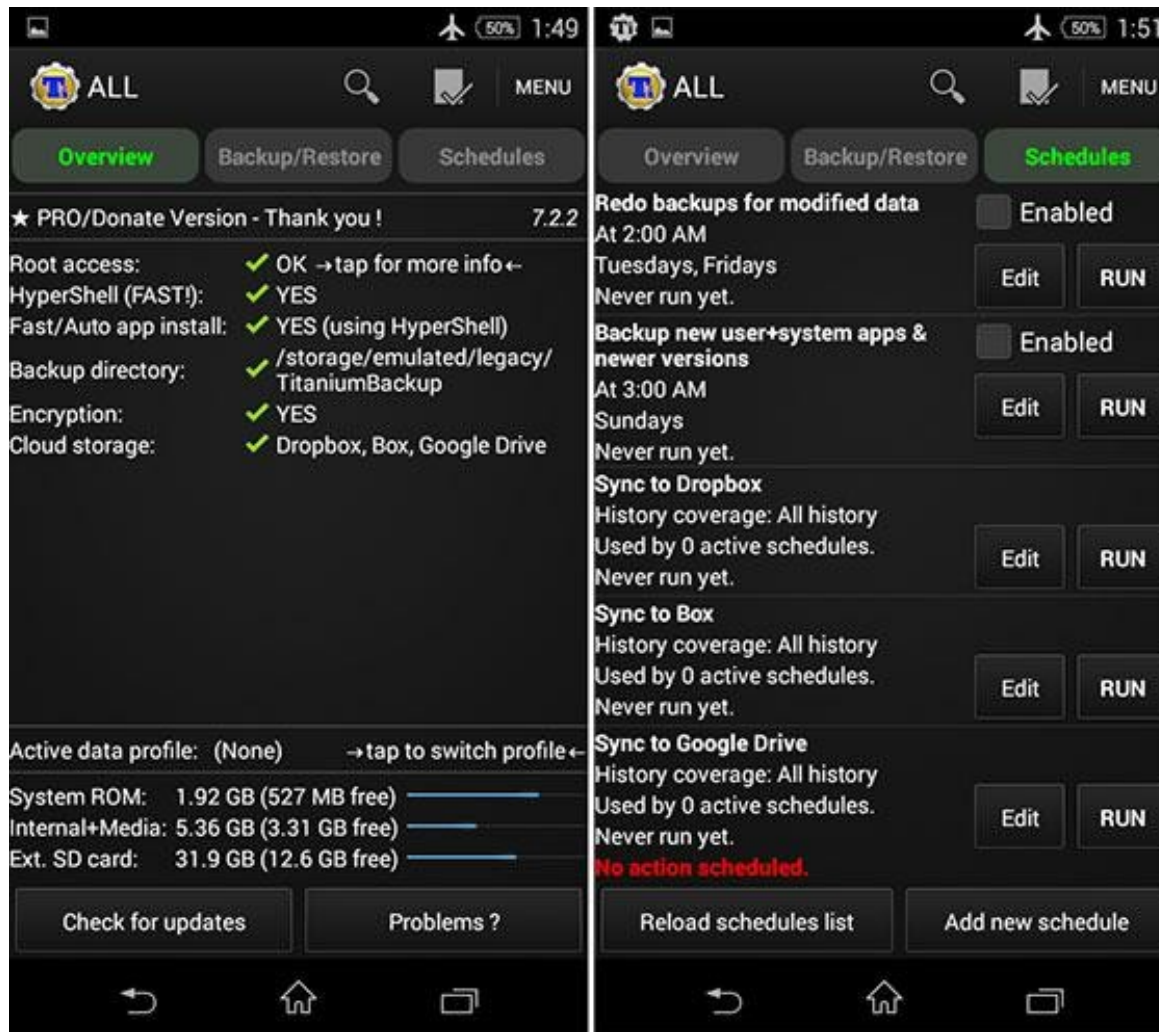 50% 1:49
ALL MENU
Overview Backup/Restore Schedules
★ PRO/Donate Version - Thank you ! 7.2.2
Root access: ✔ OK →tap for more info←
HyperShell (FAST!): ✔ YES
Fast/Auto app install: ✔ YES (using HyperShell)
Backup directory: ✔ /storage/emulated/legacy/
TitaniumBackup
Encryption: ✔ YES
Cloud storage: ✔ Dropbox, Box, Google Drive
Active data profile: (None) →tap to switch profile←
System ROM: 1.92 GB (527 MB free)
Internal+Media: 5.36 GB (3.31 GB free)
Ext. SD card: 31.9 GB (12.6 GB free)
Check for updates Problems ?
50% 1:51
ALL MENU
Overview Backup/Restore Schedules
Redo backups for modified data Enabled
At 2:00 AM
Tuesdays, Fridays Edit RUN
Never run yet.
Backup new user+system apps & Enabled
newer versions
At 3:00 AM Edit RUN
Sundays
Never run yet.
Sync to Dropbox
History coverage: All history
Used by 0 active schedules. Edit RUN
Never run yet.
Sync to Box
History coverage: All history
Used by 0 active schedules. Edit RUN
Never run yet.
Sync to Google Drive
History coverage: All history
Used by 0 active schedules. Edit RUN
Never run yet.
No action scheduled.
Reload schedules list Add new schedule